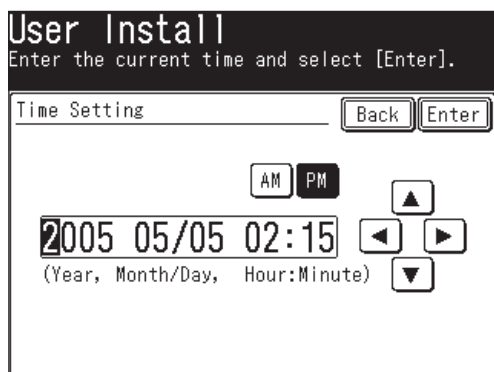 User Install
Enter the current time and select [Enter].
Time Setting
Back Enter
AM PM
2005 05/05 02:15
(Year, Month/Day, Hour:Minute)